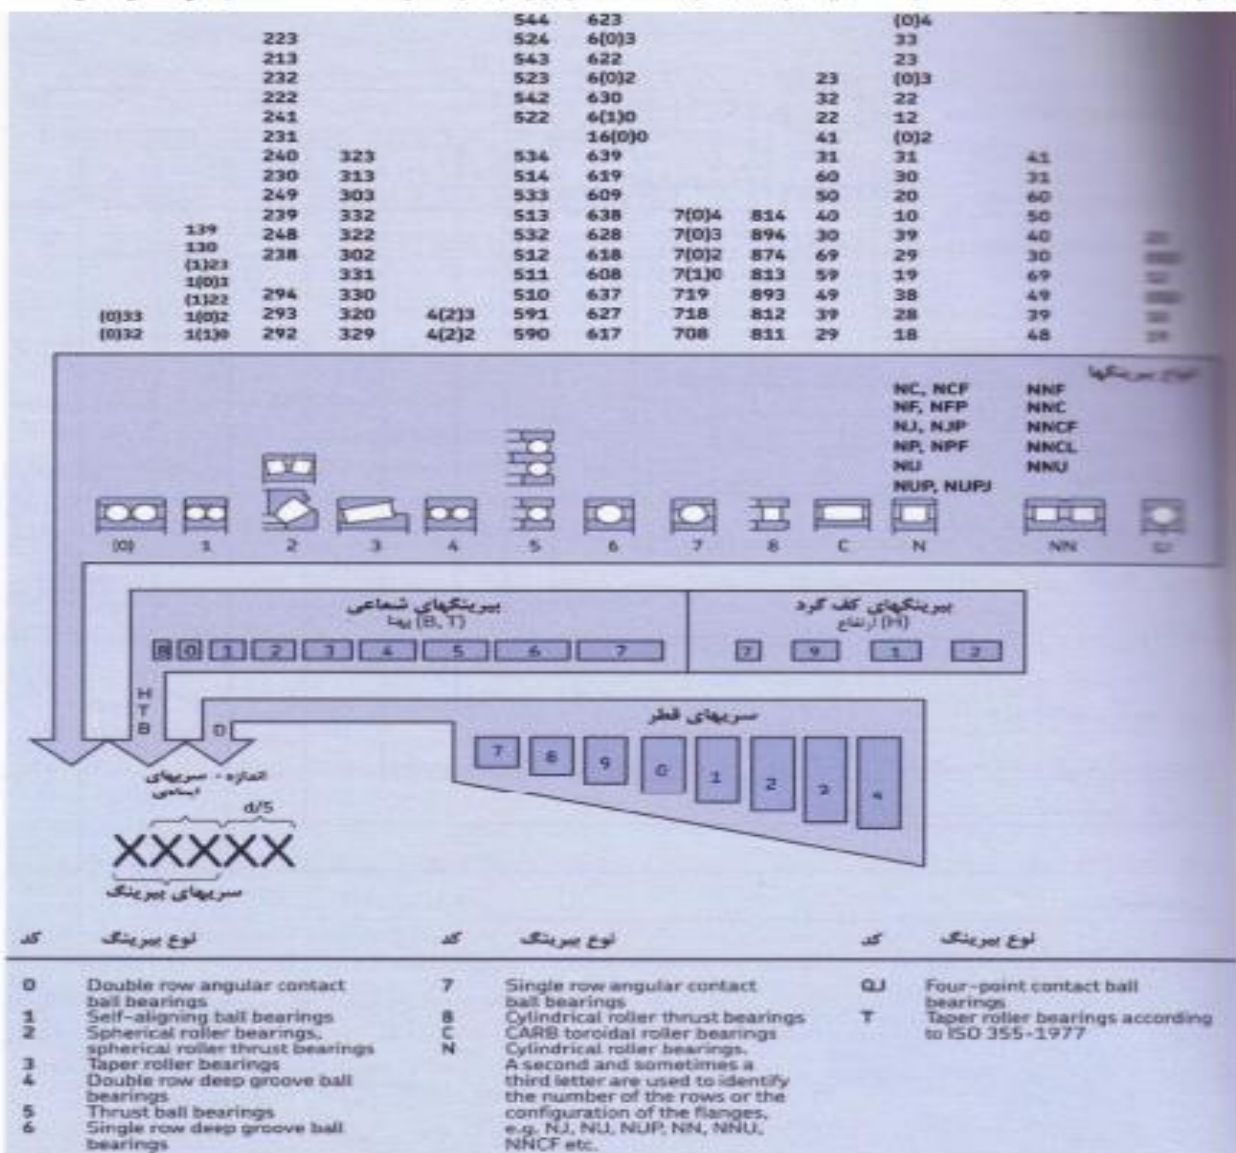 544 623 (0)4
223 524 6(0)3 33
213 543 622 23
232 523 6(0)2 23 (0)3
222 542 630 32 22
241 522 6(1)0 22 12
231 16(0)0 41 (0)2
240 323 534 639 31 31 41
230 313 514 619 60 30 31
249 303 533 609 50 20 60
239 332 513 638 7(0)4 814 40 10 50
139 248 322 532 628 7(0)3 894 30 39 40
130 238 302 512 618 7(0)2 874 69 29 30
(1)23 331 511 608 7(1)0 813 59 19 69
1(0)3
(1)22 294 330 510 637 719 893 49 38 49
(0)33 1(0)2 293 320 4(2)3 591 627 718 812 39 28 39
(0)32 1(1)0 292 329 4(2)2 590 617 708 811 29 18 48
انواع بیرینگها
NC, NCF NNF
NF, NFP NNC
NJ, NJP NNCF
NP, NPF NNCL
NU NNU
NUP, NUPJ
(0) 1 2 3 4 5 6 7 8 C N NN QJ
بیرینگهای شعاعی
پهنا (B, T)
بیرینگهای کف گرد
ارتفاع (H)
8 0 1 2 3 4 5 6 7
7 9 1 2
H
T
B
D
سریهای قطر
7 8 9 0 1 2 3 4
اندازه - سریهای
d/5
XXXXX
سریهای بیرینگ
کد نوع بیرینگ کد نوع بیرینگ کد نوع بیرینگ
0 Double row angular contact
ball bearings
1 Self-aligning ball bearings
2 Spherical roller bearings,
spherical roller thrust bearings
3 Taper roller bearings
4 Double row deep groove ball
bearings
5 Thrust ball bearings
6 Single row deep groove ball
bearings
7 Single row angular contact
ball bearings
8 Cylindrical roller thrust bearings
C CARB toroidal roller bearings
N Cylindrical roller bearings.
A second and sometimes a
third letter are used to identify
the number of the rows or the
configuration of the flanges,
e.g. NJ, NU, NUP, NN, NNU,
NNCF etc.
QJ Four-point contact ball
bearings
T Taper roller bearings according
to ISO 355-1977